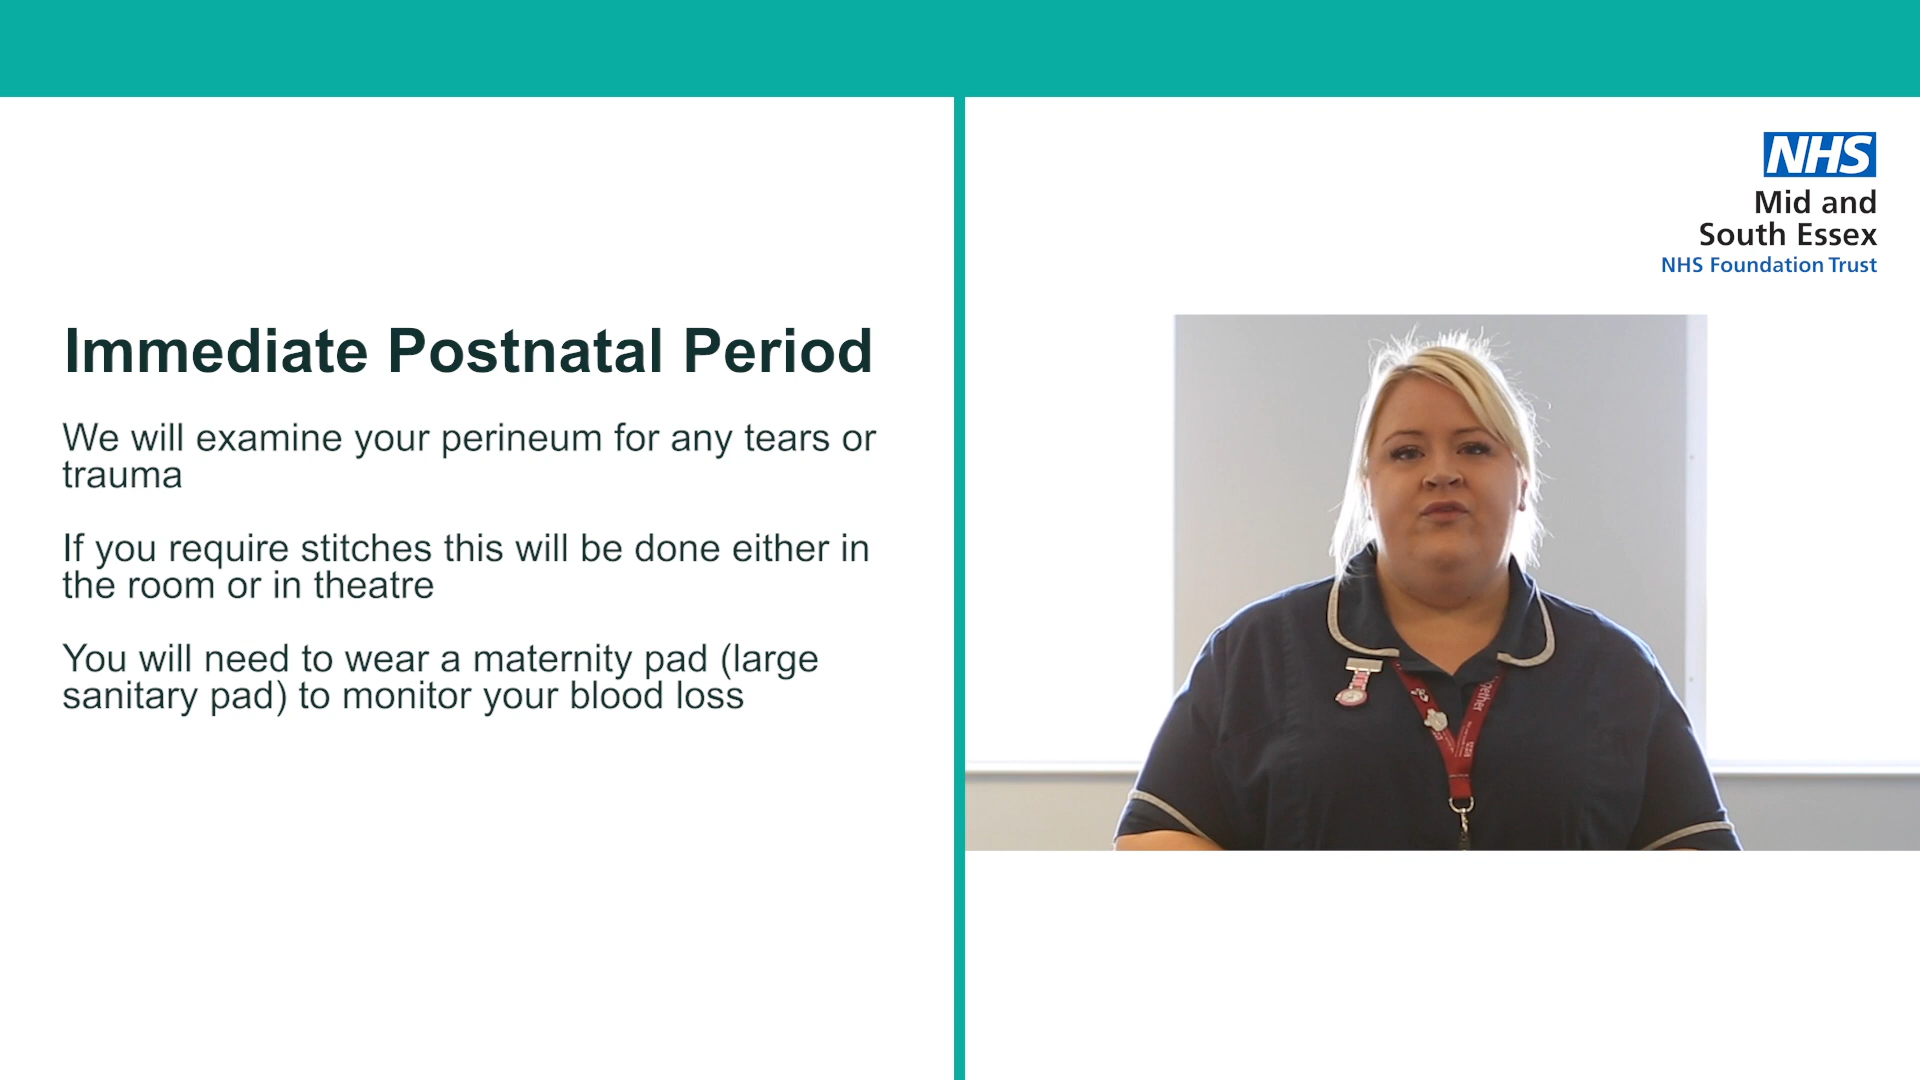 Immediate Postnatal Period
We will examine your perineum for any tears or
trauma
If you require stitches this will be done either in
the room or in theatre
You will need to wear a maternity pad (large
sanitary pad) to monitor your blood loss
NHS
Mid and
South Essex
NHS Foundation Trust